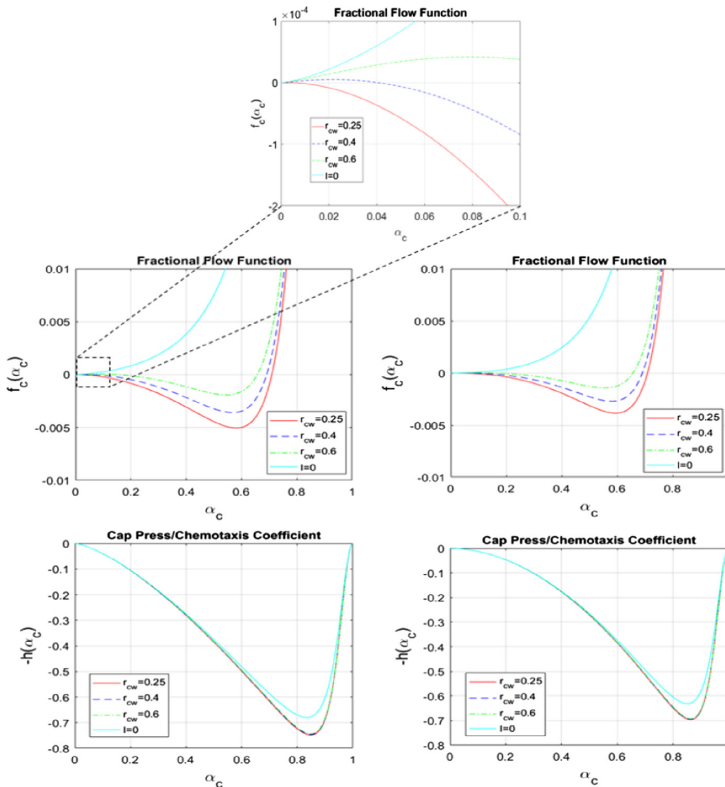 Fractional Flow Function
×10⁻⁴
1
0
-1
-2
f_c(α_c)
r_cw=0.25
r_cw=0.4
r_cw=0.6
I=0
0 0.02 0.04 0.06 0.08 0.1
α_c
Fractional Flow Function
0.01
0.005
0
-0.005
-0.01
f_c(α_c)
r_cw=0.25
r_cw=0.4
r_cw=0.6
I=0
0 0.2 0.4 0.6 0.8 1
α_c
Fractional Flow Function
0.01
0.005
0
-0.005
-0.01
f_c(α_c)
r_cw=0.25
r_cw=0.4
r_cw=0.6
I=0
0 0.2 0.4 0.6 0.8
α_c
Cap Press/Chemotaxis Coefficient
0
-0.1
-0.2
-0.3
-0.4
-0.5
-0.6
-0.7
-0.8
-h(α_c)
r_cw=0.25
r_cw=0.4
r_cw=0.6
I=0
0 0.2 0.4 0.6 0.8 1
α_c
Cap Press/Chemotaxis Coefficient
0
-0.1
-0.2
-0.3
-0.4
-0.5
-0.6
-0.7
-0.8
-h(α_c)
r_cw=0.25
r_cw=0.4
r_cw=0.6
I=0
0 0.2 0.4 0.6 0.8
α_c